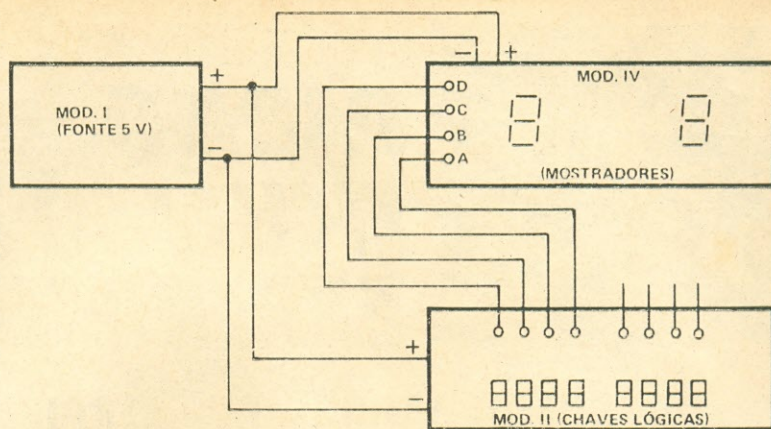 MOD. I
(FONTE 5 V)
+
−
− +
MOD. IV
D
C
B
A
(MOSTRADORES)
+
−
MOD. II (CHAVES LÓGICAS)